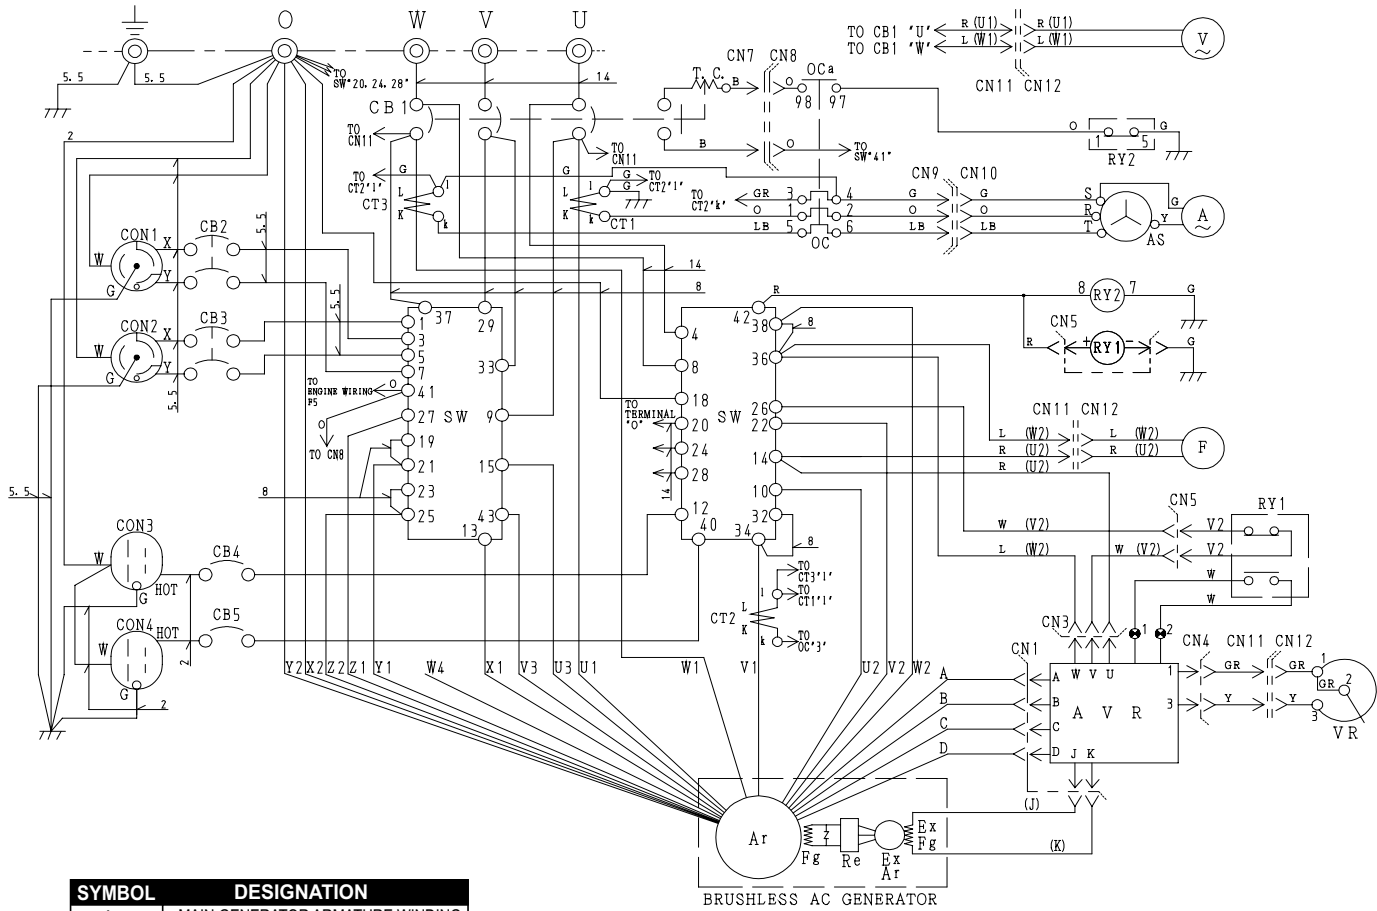 O W V U
5.5
5.5
TO
SW"20. 24. 28"
14
CB1
TO
CN11
TO
CN11
T. C.
B
CN7 CN8
O
OCa
98 97
B
O
TO
SW"41"
TO CB1 'U'
TO CB1 'W'
R (U1)
L (W1)
R (U1)
L (W1)
CN11 CN12
V
O
1 5
G
RY2
2
TO
CT2'l'
G
CT3
L
K
l
k
G
L
K
l
k
G
G
TO
CT2'l'
CT1
TO
CT2'k'
GR
O
LB
3 4
1 2
5 6
OC
CN9 CN10
G
O
LB
G
O
LB
S
R
T
G
Y
AS
A
CON1
W
X
Y
G
CB2
5.5
CON2
W
X
Y
G
CB3
5.5
5.5
14
8
37
29
1
3
5
7
41
27
19
21
23
25
33
9
15
43
13
SW
TO
ENGINE WIRING
P5
O
O
TO CN8
8
TO
TERMINAL
"O"
14
42
38
4
8
18
20
24
28
12
40
36
26
22
14
10
32
34
SW
8
8
R
8 RY2 7
G
CN5
R
+ RY1 -
G
CN11 CN12
L (W2)
R (U2)
R (U2)
L (W2)
R (U2)
F
W (V2)
L (W2)
W (V2)
CN5
V2
V2
RY1
W
W
5.5
CON3
W
G
HOT
CB4
CON4
W
G
HOT
CB5
2
2
TO
CT3'l'
TO
CT1'l'
TO
OC'3'
CT2
L
K
l
k
Y2 X2 Z2 Z1 Y1 W4 X1 V3 U3 U1 W1 V1 U2 V2 W2
A
B
C
D
CN1
CN3
1 2
A
B
C
D
W V U
AVR
J K
1
3
CN4 CN11 CN12
GR GR
Y Y
1
GR 2
3
VR
(J)
(K)
Ar
Z
Fg
Re
Ex
Ar
Ex
Fg
BRUSHLESS AC GENERATOR
SYMBOL DESIGNATION